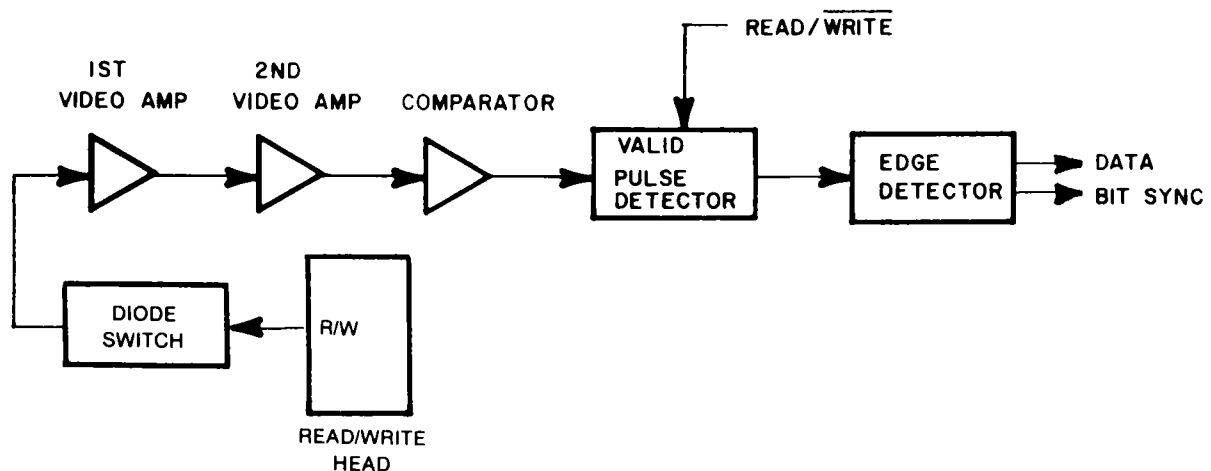 READ/WRITE
1ST
VIDEO AMP
2ND
VIDEO AMP
COMPARATOR
VALID
PULSE
DETECTOR
EDGE
DETECTOR
DATA
BIT SYNC
DIODE
SWITCH
R/W
READ/WRITE
HEAD